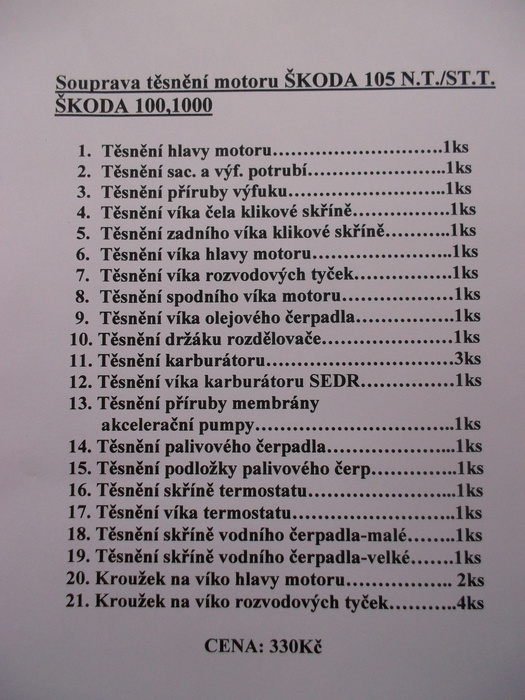 Souprava těsnění motoru ŠKODA 105 N.T./ST.T.
ŠKODA 100,1000
1. Těsnění hlavy motoru..............................1ks
2. Těsnění sac. a výf. potrubí.........................1ks
3. Těsnění příruby výfuku............................1ks
4. Těsnění víka čela klikové skříně.................1ks
5. Těsnění zadního víka klikové skříně...........1ks
6. Těsnění víka hlavy motoru.........................1ks
7. Těsnění víka rozvodových tyček.................1ks
8. Těsnění spodního víka motoru....................1ks
9. Těsnění víka olejového čerpadla.................1ks
10. Těsnění držáku rozdělovače.......................1ks
11. Těsnění karburátoru..................................3ks
12. Těsnění víka karburátoru SEDR.................1ks
13. Těsnění příruby membrány
akcelerační pumpy...................................1ks
14. Těsnění palivového čerpadla.......................1ks
15. Těsnění podložky palivového čerp...............1ks
16. Těsnění skříně termostatu..........................1ks
17. Těsnění víka termostatu.............................1ks
18. Těsnění skříně vodního čerpadla-malé........1ks
19. Těsnění skříně vodního čerpadla-velké........1ks
20. Kroužek na víko hlavy motoru................... 2ks
21. Kroužek na víko rozvodových tyček............4ks
CENA: 330Kč